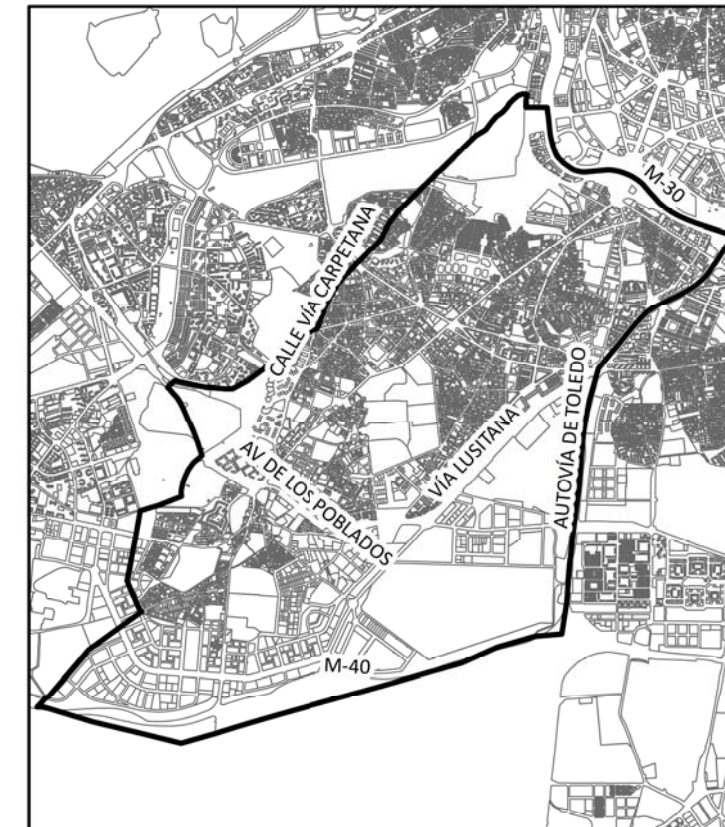 M-30
CALLE VÍA CARPETANA
AUTOVÍA DE TOLEDO
VÍA LUSITANA
AV DE LOS POBLADOS
M-40